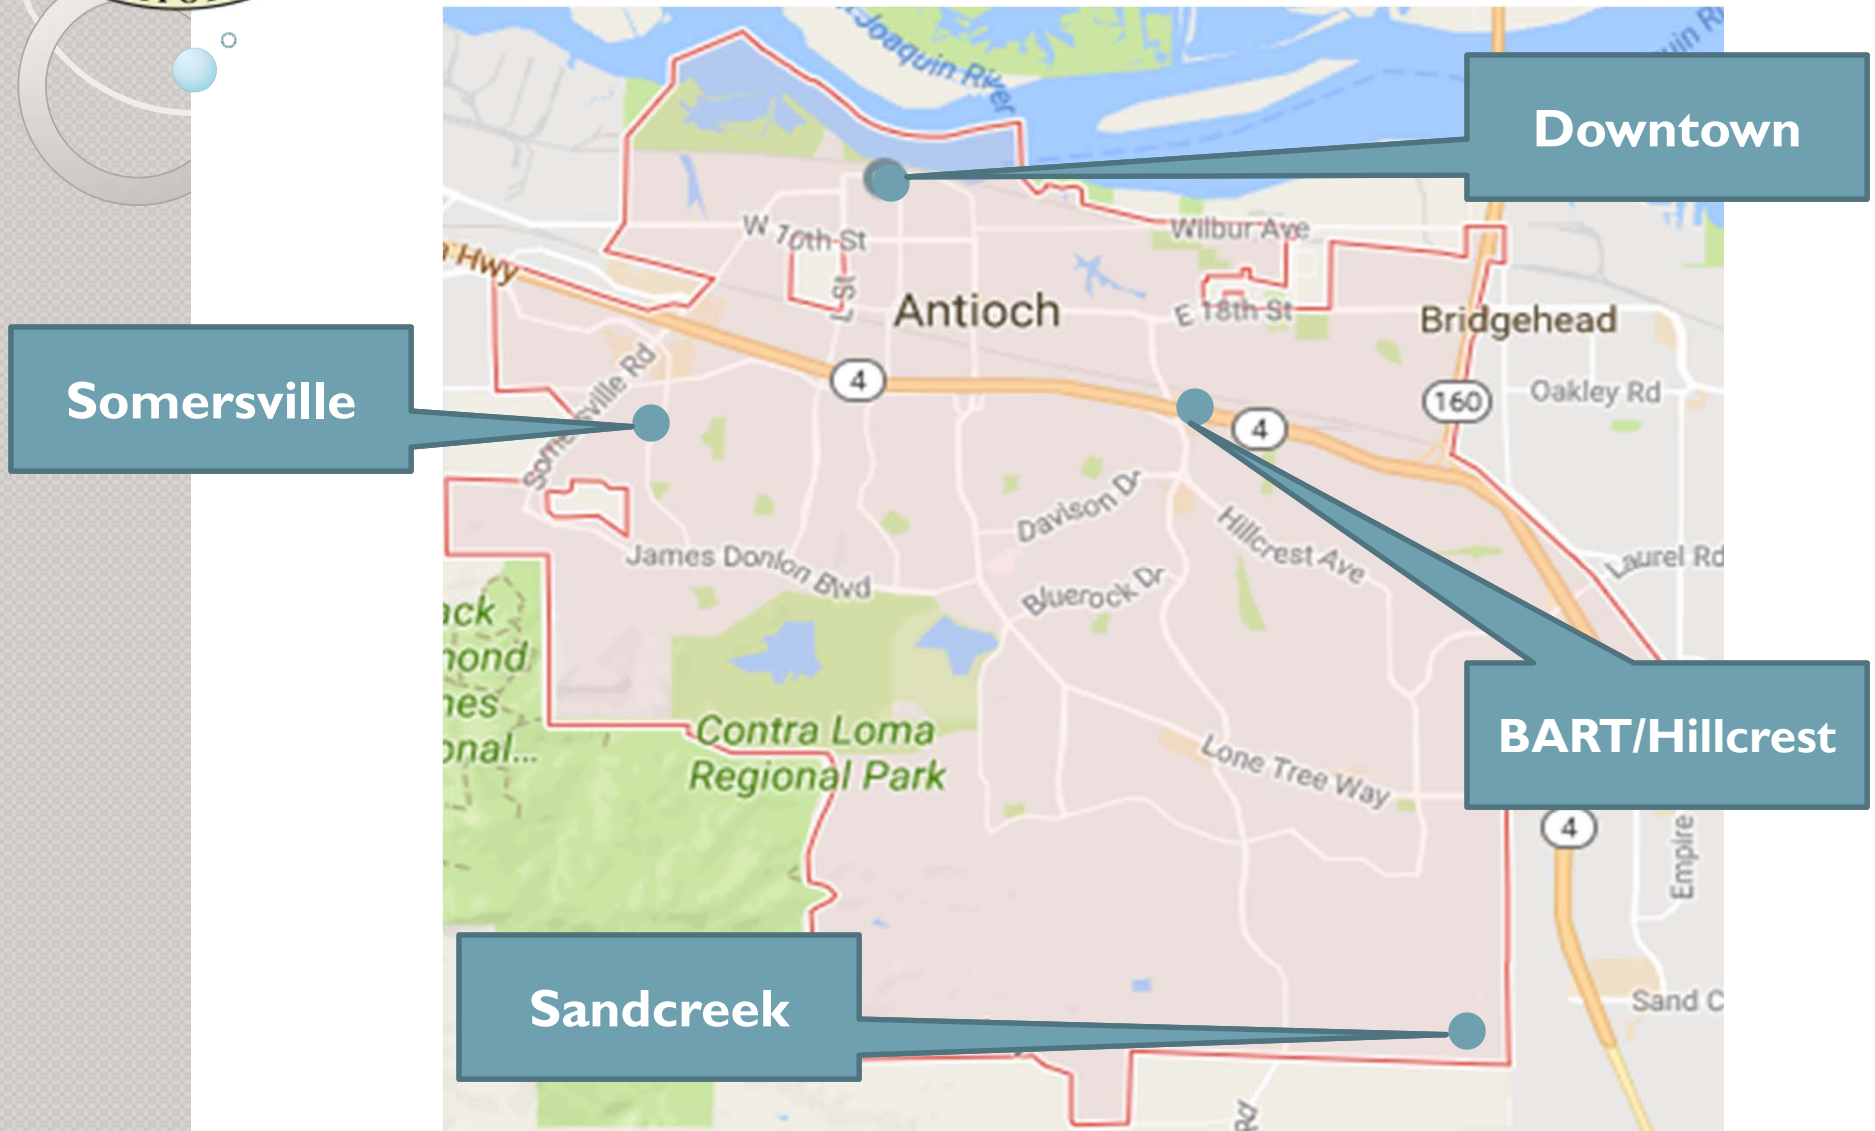 Joaquin River
Downtown
W 10th St
Wilbur Ave
Hwy
L St
Antioch
E 18th St
Bridgehead
Somersville
Somersville Rd
4
160
Oakley Rd
4
Davison Dr
Hillcrest Ave
James Donlon Blvd
Bluerock Dr
Laurel Rd
Contra Loma
Regional Park
Lone Tree Way
BART/Hillcrest
4
Empire
Sandcreek
Sand C
Rd